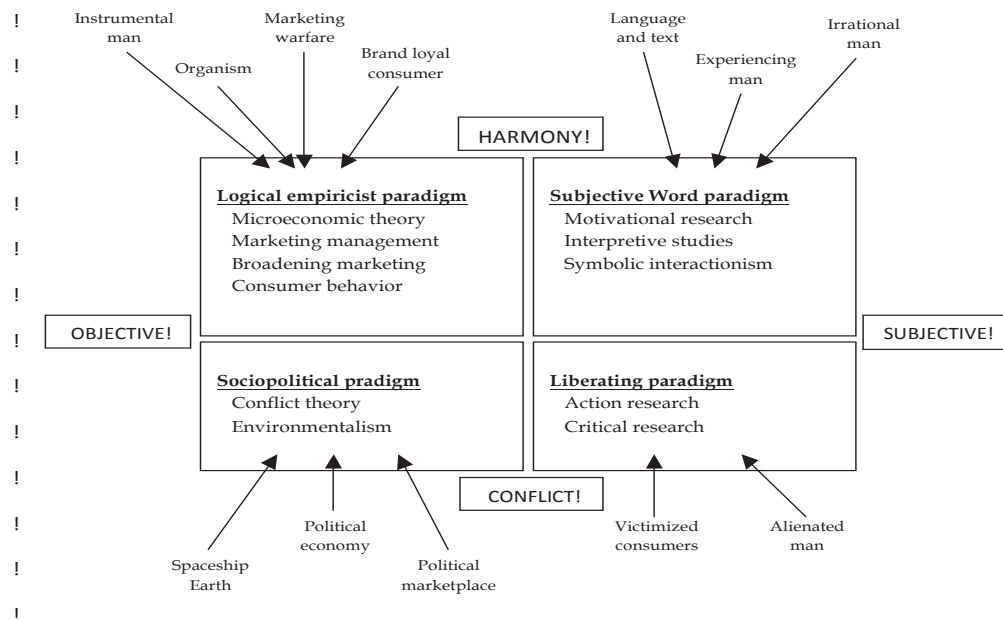 !
!
!
!
!
!
!
!
!
!
!
!
!
!
Instrumental
man
Marketing
warfare
Organism
Brand loyal
consumer
Language
and text
Experiencing
man
Irrational
man
HARMONY!
Logical empiricist paradigm
Microeconomic theory
Marketing management
Broadening marketing
Consumer behavior
Subjective Word paradigm
Motivational research
Interpretive studies
Symbolic interactionism
OBJECTIVE!
SUBJECTIVE!
Sociopolitical pradigm
Conflict theory
Environmentalism
Liberating paradigm
Action research
Critical research
CONFLICT!
Spaceship
Earth
Political
economy
Political
marketplace
Victimized
consumers
Alienated
man